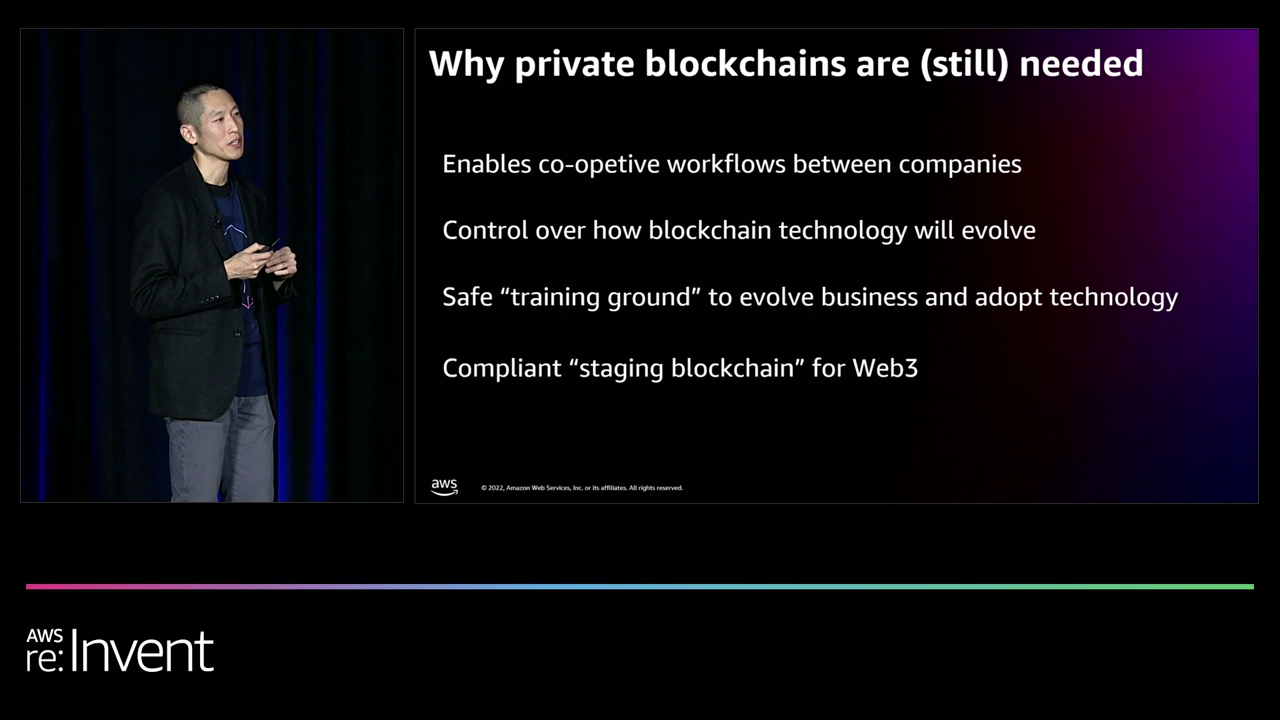 Why private blockchains are (still) needed
Enables co-opetive workflows between companies
Control over how blockchain technology will evolve
Safe “training ground” to evolve business and adopt technology
Compliant “staging blockchain” for Web3
aws
© 2022, Amazon Web Services, Inc. or its affiliates. All rights reserved.
AWS
re:Invent